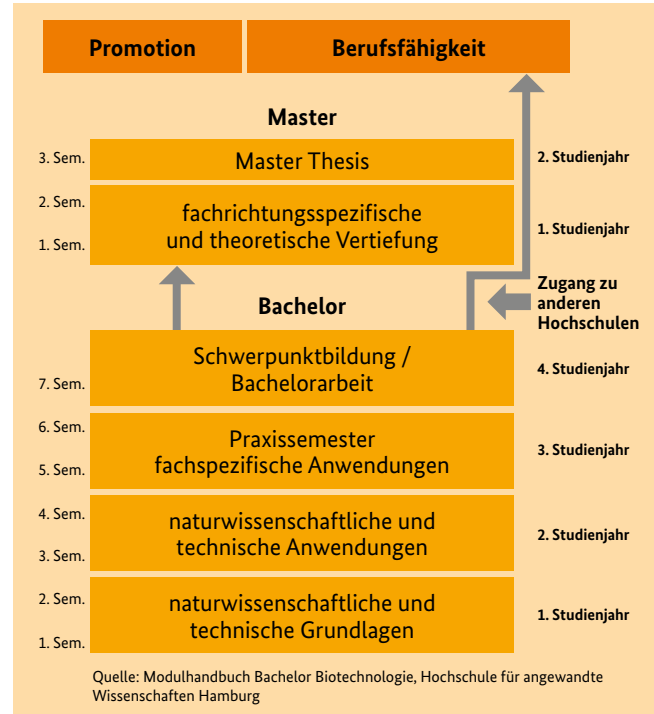 Promotion
Berufsfähigkeit
Master
3. Sem.
Master Thesis
2. Studienjahr
2. Sem.
fachrichtungsspezifische
und theoretische Vertiefung
1. Sem.
1. Studienjahr
Zugang zu
anderen
Hochschulen
Bachelor
Schwerpunktbildung /
Bachelorarbeit
7. Sem.
4. Studienjahr
6. Sem.
Praxissemester
fachspezifische Anwendungen
5. Sem.
3. Studienjahr
4. Sem.
naturwissenschaftliche und
technische Anwendungen
3. Sem.
2. Studienjahr
2. Sem.
naturwissenschaftliche und
technische Grundlagen
1. Sem.
1. Studienjahr
Quelle: Modulhandbuch Bachelor Biotechnologie, Hochschule für angewandte
Wissenschaften Hamburg